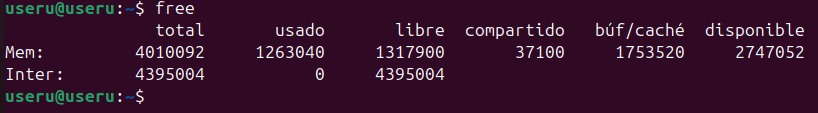 useru@useru:~$ free
total usado libre compartido búf/caché disponible
Mem: 4010092 1263040 1317900 37100 1753520 2747052
Inter: 4395004 0 4395004
useru@useru:~$